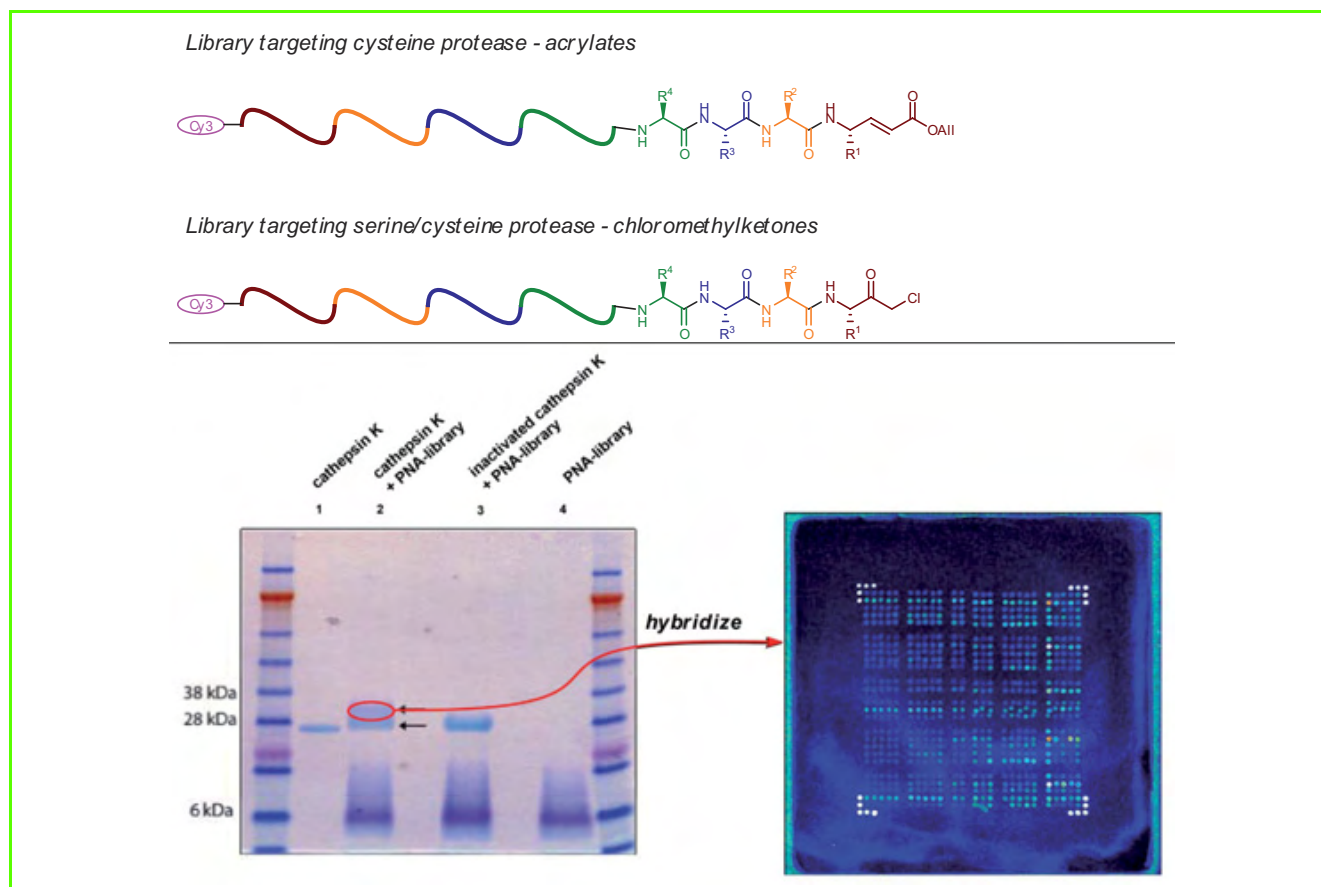 Library targeting cysteine protease - acrylates
Cy3
R⁴
H
N
O
R²
H
N
O
N
H
O
R³
N
H
O
R¹
OAll
Library targeting serine/cysteine protease - chloromethylketones
Cy3
R⁴
H
N
O
R²
H
N
O
Cl
N
H
O
R³
N
H
O
R¹
cathepsin K
cathepsin K
+ PNA-library
inactivated cathepsin K
+ PNA-library
PNA-library
1
2
3
4
hybridize
38 kDa
28 kDa
6 kDa